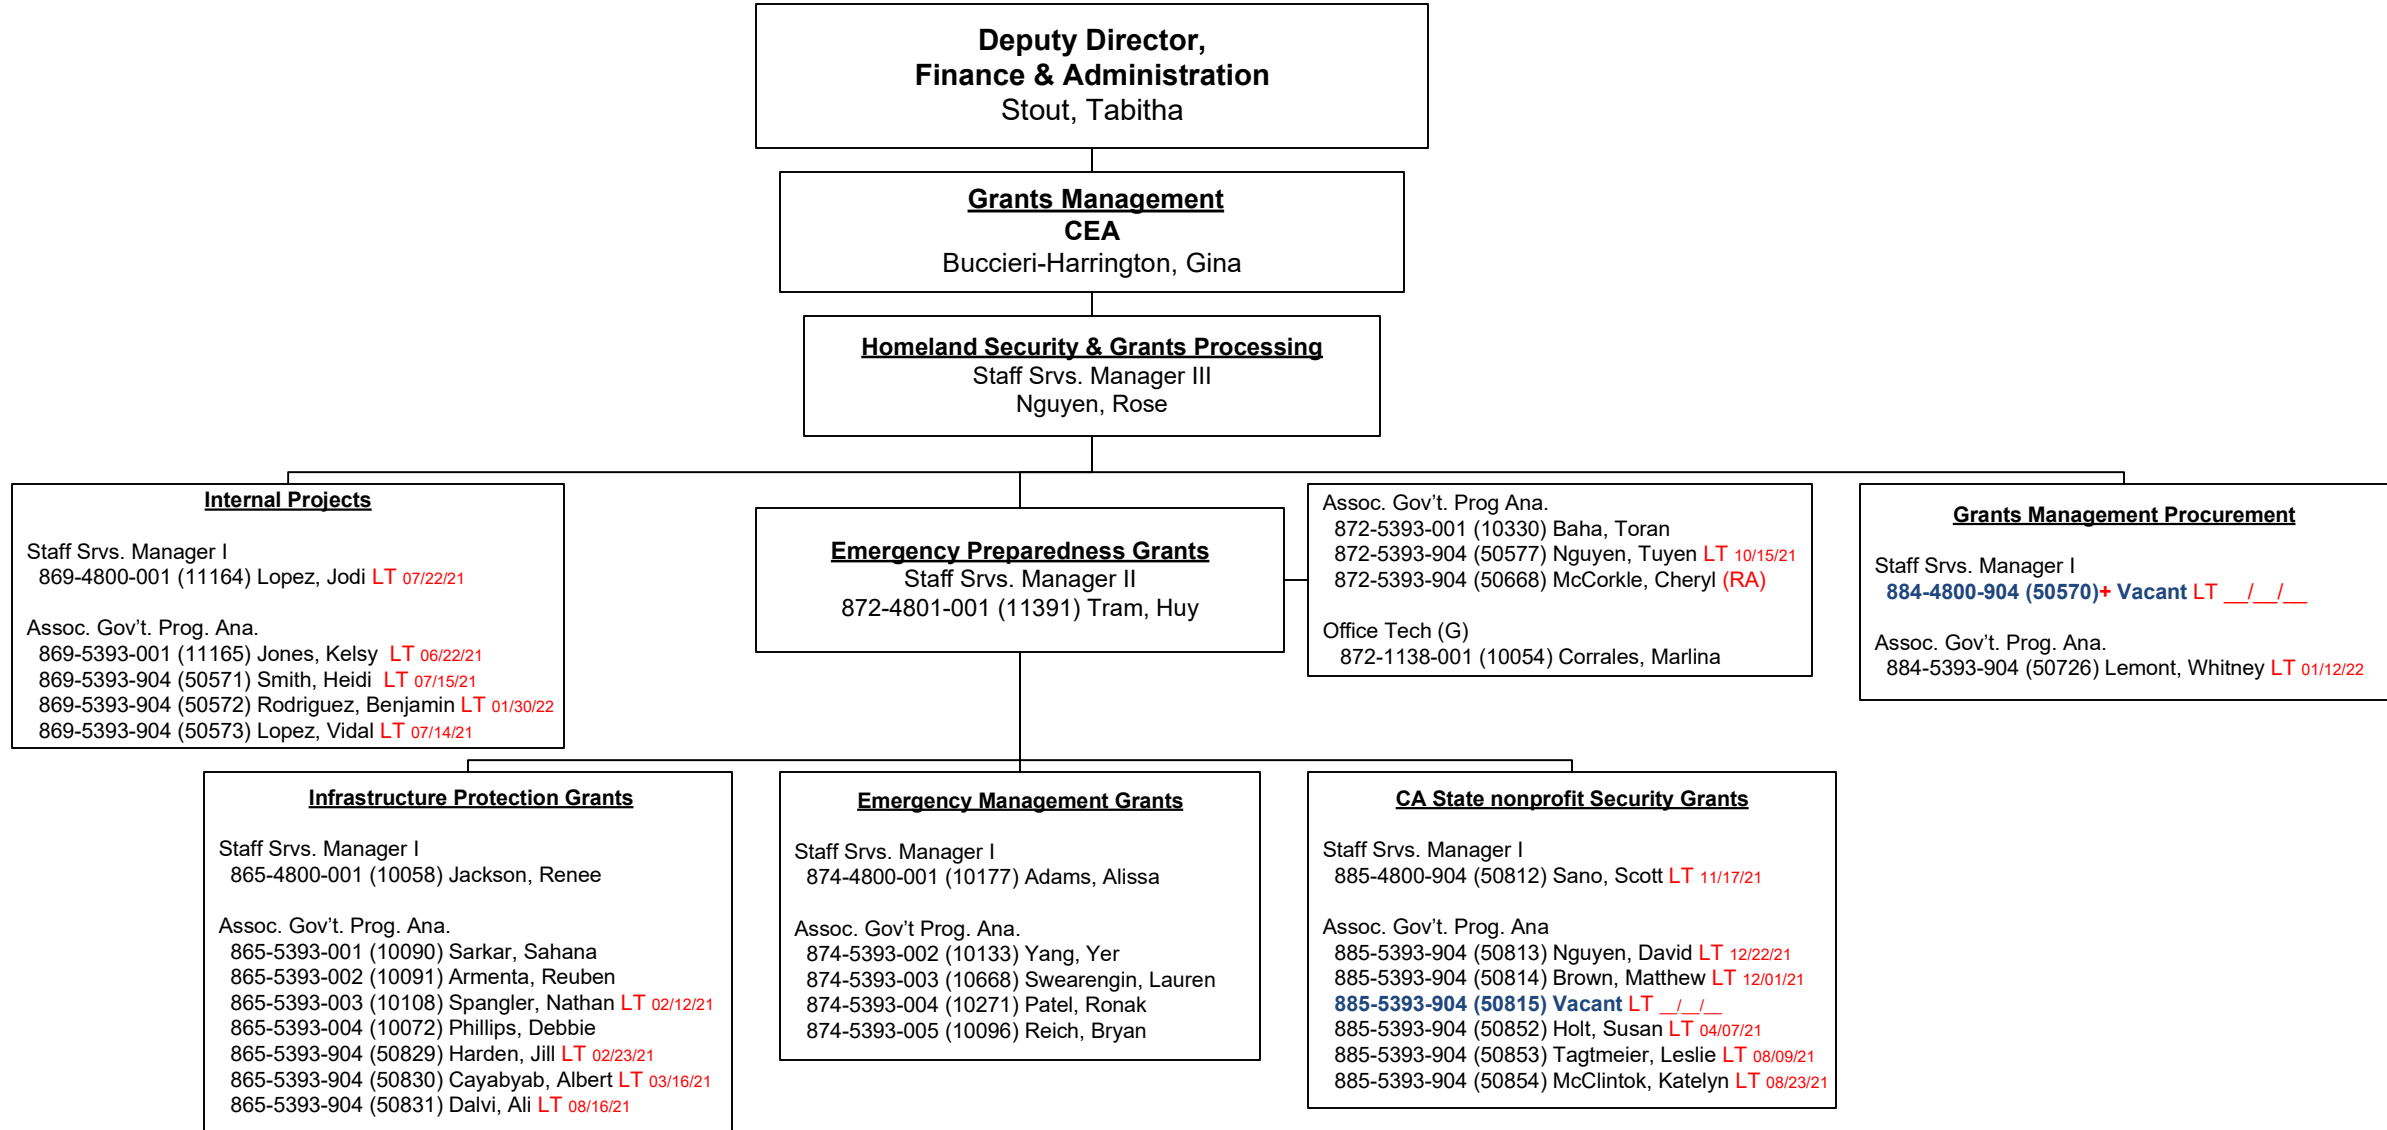 Deputy Director,
Finance & Administration
Stout, Tabitha
Grants Management
CEA
Buccieri-Harrington, Gina
Homeland Security & Grants Processing
Staff Srvs. Manager III
Nguyen, Rose
Internal Projects
Staff Srvs. Manager I
869-4800-001 (11164) Lopez, Jodi LT 07/22/21
Assoc. Gov’t. Prog. Ana.
869-5393-001 (11165) Jones, Kelsy LT 06/22/21
869-5393-904 (50571) Smith, Heidi LT 07/15/21
869-5393-904 (50572) Rodriguez, Benjamin LT 01/30/22
869-5393-904 (50573) Lopez, Vidal LT 07/14/21
Emergency Preparedness Grants
Staff Srvs. Manager II
872-4801-001 (11391) Tram, Huy
Assoc. Gov’t. Prog Ana.
872-5393-001 (10330) Baha, Toran
872-5393-904 (50577) Nguyen, Tuyen LT 10/15/21
872-5393-904 (50668) McCorkle, Cheryl (RA)
Office Tech (G)
872-1138-001 (10054) Corrales, Marlina
Grants Management Procurement
Staff Srvs. Manager I
884-4800-904 (50570)+ Vacant LT __/__/__
Assoc. Gov’t. Prog. Ana.
884-5393-904 (50726) Lemont, Whitney LT 01/12/22
Infrastructure Protection Grants
Staff Srvs. Manager I
865-4800-001 (10058) Jackson, Renee
Assoc. Gov’t. Prog. Ana.
865-5393-001 (10090) Sarkar, Sahana
865-5393-002 (10091) Armenta, Reuben
865-5393-003 (10108) Spangler, Nathan LT 02/12/21
865-5393-004 (10072) Phillips, Debbie
865-5393-904 (50829) Harden, Jill LT 02/23/21
865-5393-904 (50830) Cayabyab, Albert LT 03/16/21
865-5393-904 (50831) Dalvi, Ali LT 08/16/21
Emergency Management Grants
Staff Srvs. Manager I
874-4800-001 (10177) Adams, Alissa
Assoc. Gov’t Prog. Ana.
874-5393-002 (10133) Yang, Yer
874-5393-003 (10668) Swearengin, Lauren
874-5393-004 (10271) Patel, Ronak
874-5393-005 (10096) Reich, Bryan
CA State nonprofit Security Grants
Staff Srvs. Manager I
885-4800-904 (50812) Sano, Scott LT 11/17/21
Assoc. Gov’t. Prog. Ana
885-5393-904 (50813) Nguyen, David LT 12/22/21
885-5393-904 (50814) Brown, Matthew LT 12/01/21
885-5393-904 (50815) Vacant LT __/__/__
885-5393-904 (50852) Holt, Susan LT 04/07/21
885-5393-904 (50853) Tagtmeier, Leslie LT 08/09/21
885-5393-904 (50854) McClintok, Katelyn LT 08/23/21